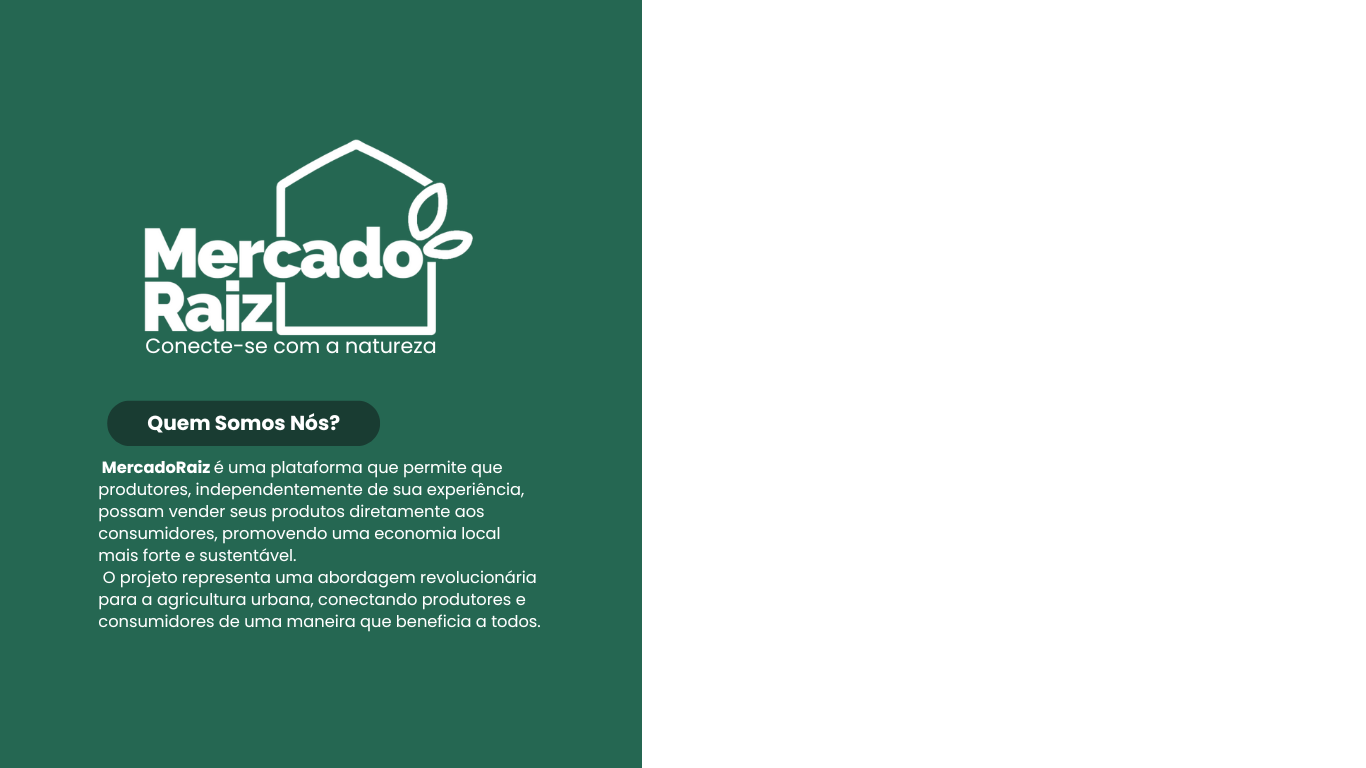 Mercado
Raiz
Conecte-se com a natureza
Quem Somos Nós?
MercadoRaiz é uma plataforma que permite que
produtores, independentemente de sua experiência,
possam vender seus produtos diretamente aos
consumidores, promovendo uma economia local
mais forte e sustentável.
O projeto representa uma abordagem revolucionária
para a agricultura urbana, conectando produtores e
consumidores de uma maneira que beneficia a todos.